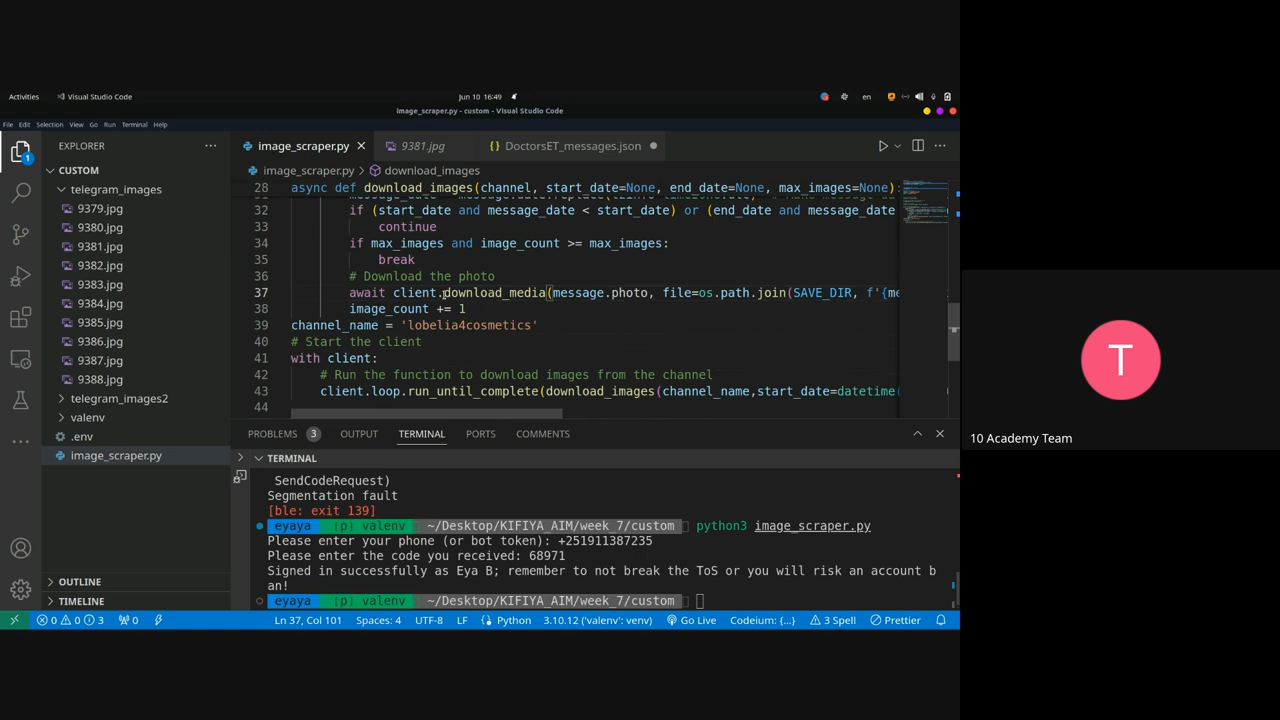 Activities
Visual Studio Code
Jun 10 16:49
en
image_scraper.py - custom - Visual Studio Code
File Edit Selection View Go Run Terminal Help
EXPLORER
CUSTOM
telegram_images
9379.jpg
9380.jpg
9381.jpg
9382.jpg
9383.jpg
9384.jpg
9385.jpg
9386.jpg
9387.jpg
9388.jpg
telegram_images2
valenv
.env
image_scraper.py
OUTLINE
TIMELINE
1
image_scraper.py
9381.jpg
{} DoctorsET_messages.json
image_scraper.py > download_images
28 async def download_images(channel, start_date=None, end_date=None, max_images=None):
32 if (start_date and message_date < start_date) or (end_date and message_date
33 continue
34 if max_images and image_count >= max_images:
35 break
36 # Download the photo
37 await client.download_media(message.photo, file=os.path.join(SAVE_DIR, f'{me
38 image_count += 1
39 channel_name = 'lobelia4cosmetics'
40 # Start the client
41 with client:
42 # Run the function to download images from the channel
43 client.loop.run_until_complete(download_images(channel_name,start_date=datetime(
44
PROBLEMS 3 OUTPUT TERMINAL PORTS COMMENTS
TERMINAL
SendCodeRequest)
Segmentation fault
[ble: exit 139]
eyaya (p) valenv ~/Desktop/KIFIYA_AIM/week_7/custom python3 image_scraper.py
Please enter your phone (or bot token): +251911387235
Please enter the code you received: 68971
Signed in successfully as Eya B; remember to not break the ToS or you will risk an account b
an!
eyaya (p) valenv ~/Desktop/KIFIYA_AIM/week_7/custom
0 0 3 0 Ln 37, Col 101 Spaces: 4 UTF-8 LF Python 3.10.12 ('valenv': venv) Go Live Codeium: {...} 3 Spell Prettier
T
10 Academy Team